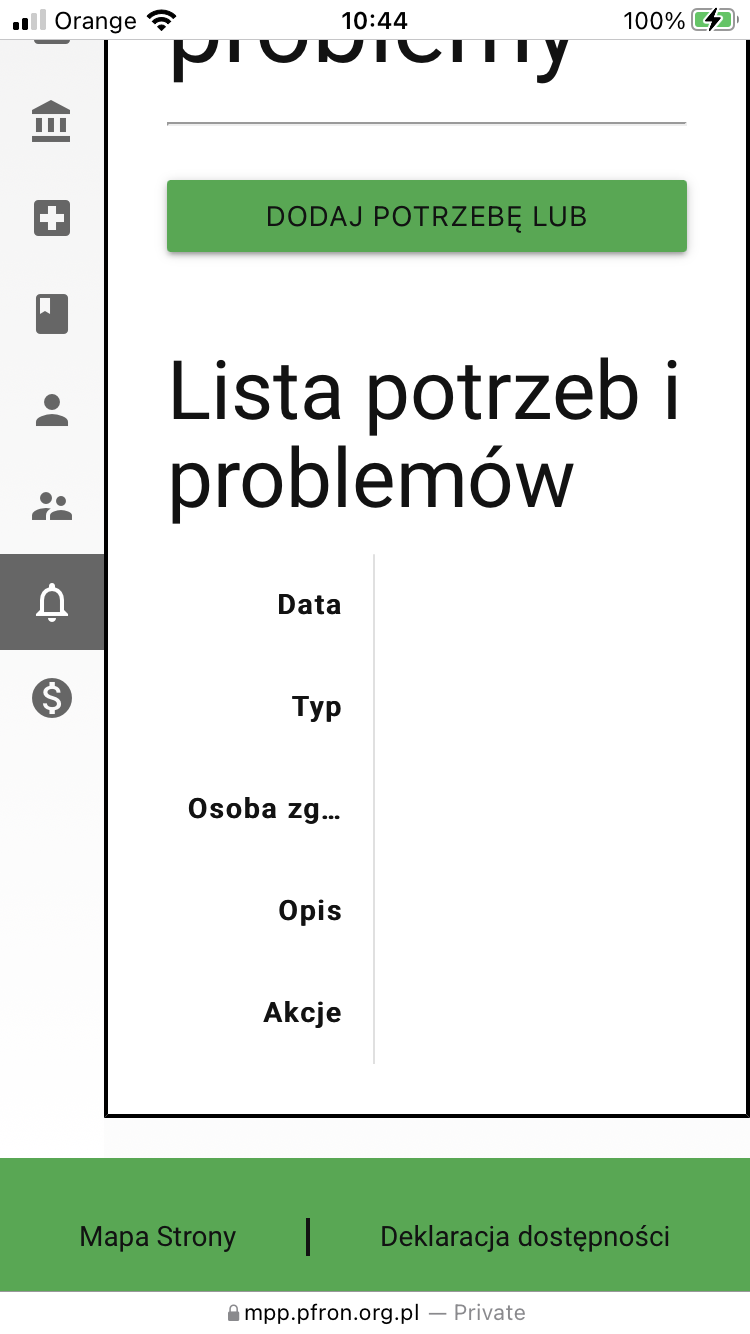 Orange 10:44 100%
problemy
DODAJ POTRZEBĘ LUB
Lista potrzeb i
problemów
Data
Typ
Osoba zg...
Opis
Akcje
Mapa Strony | Deklaracja dostępności
mpp.pfron.org.pl — Private